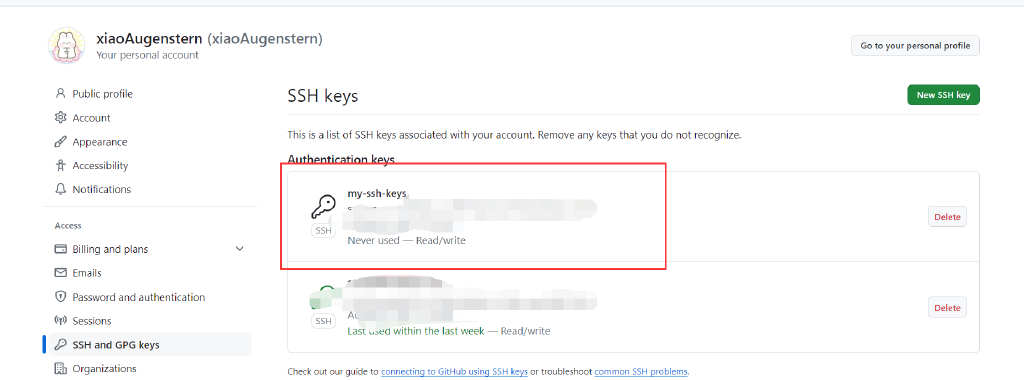 xiaoAugenstern (xiaoAugenstern)
Your personal account
Go to your personal profile
Public profile
Account
Appearance
Accessibility
Notifications
Access
Billing and plans
Emails
Password and authentication
Sessions
SSH and GPG keys
Organizations
SSH keys
New SSH key
This is a list of SSH keys associated with your account. Remove any keys that you do not recognize.
Authentication keys
my-ssh-keys
SSH
Never used — Read/write
Delete
SSH
Last used within the last week — Read/write
Delete
Check out our guide to connecting to GitHub using SSH keys or troubleshoot common SSH problems.